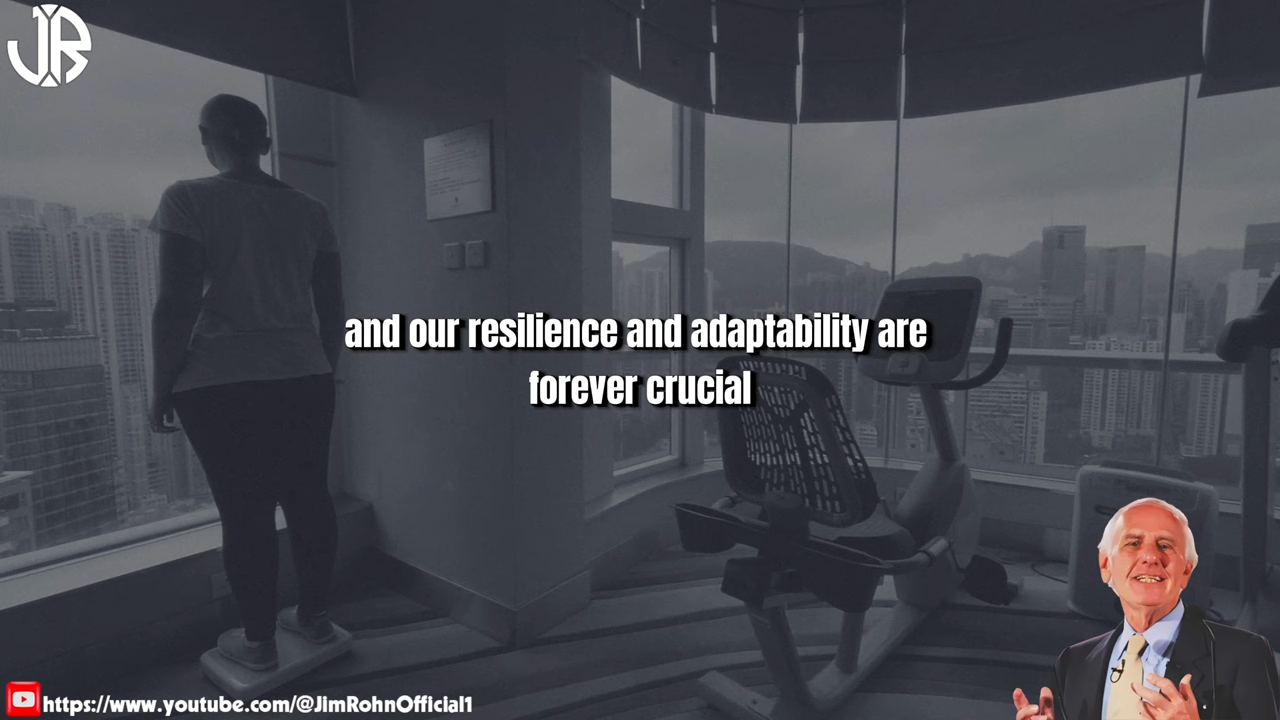 JR
and our resilience and adaptability are
forever crucial
https://www.youtube.com/@JimRohnOfficial1